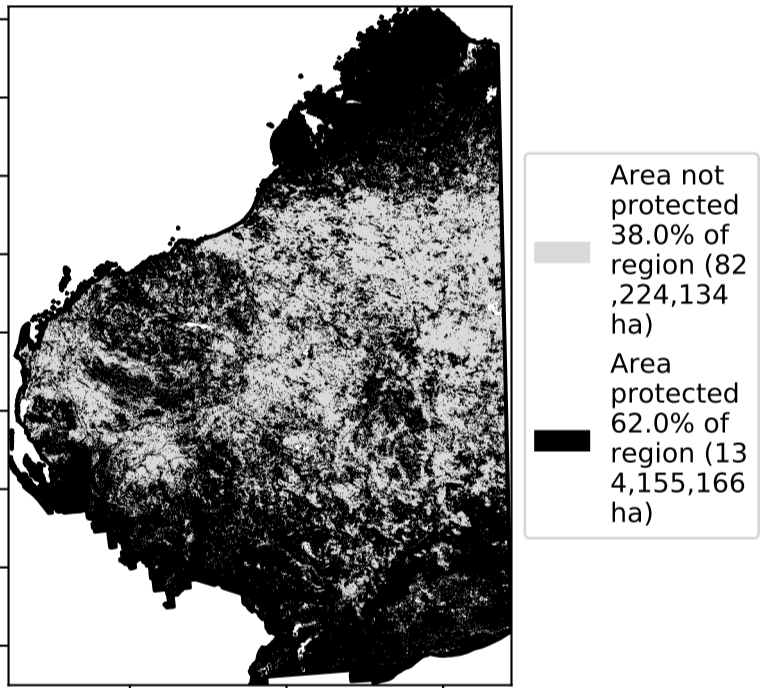 Area not
protected
38.0% of
region (82
,224,134
ha)
Area
protected
62.0% of
region (13
4,155,166
ha)